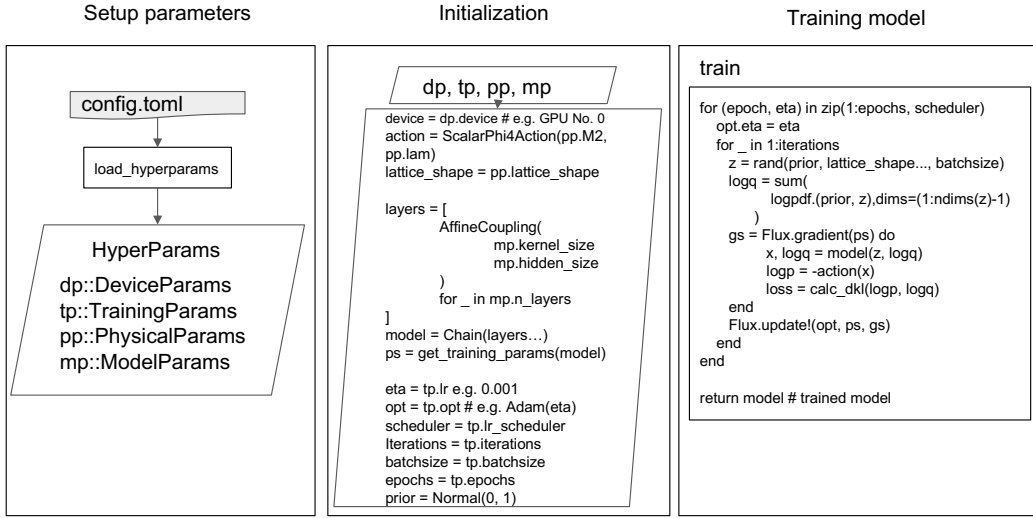 Setup parameters
config.toml
load_hyperparams
HyperParams
dp::DeviceParams
tp::TrainingParams
pp::PhysicalParams
mp::ModelParams
Initialization
dp, tp, pp, mp
device = dp.device # e.g. GPU No. 0
action = ScalarPhi4Action(pp.M2,
pp.lam)
lattice_shape = pp.lattice_shape
layers = [
AffineCoupling(
mp.kernel_size
mp.hidden_size
)
for _ in mp.n_layers
]
model = Chain(layers…)
ps = get_training_params(model)
eta = tp.lr e.g. 0.001
opt = tp.opt # e.g. Adam(eta)
scheduler = tp.lr_scheduler
Iterations = tp.iterations
batchsize = tp.batchsize
epochs = tp.epochs
prior = Normal(0, 1)
Training model
train
for (epoch, eta) in zip(1:epochs, scheduler)
opt.eta = eta
for _ in 1:iterations
z = rand(prior, lattice_shape..., batchsize)
logq = sum(
logpdf.(prior, z),dims=(1:ndims(z)-1)
)
gs = Flux.gradient(ps) do
x, logq = model(z, logq)
logp = -action(x)
loss = calc_dkl(logp, logq)
end
Flux.update!(opt, ps, gs)
end
end
return model # trained model